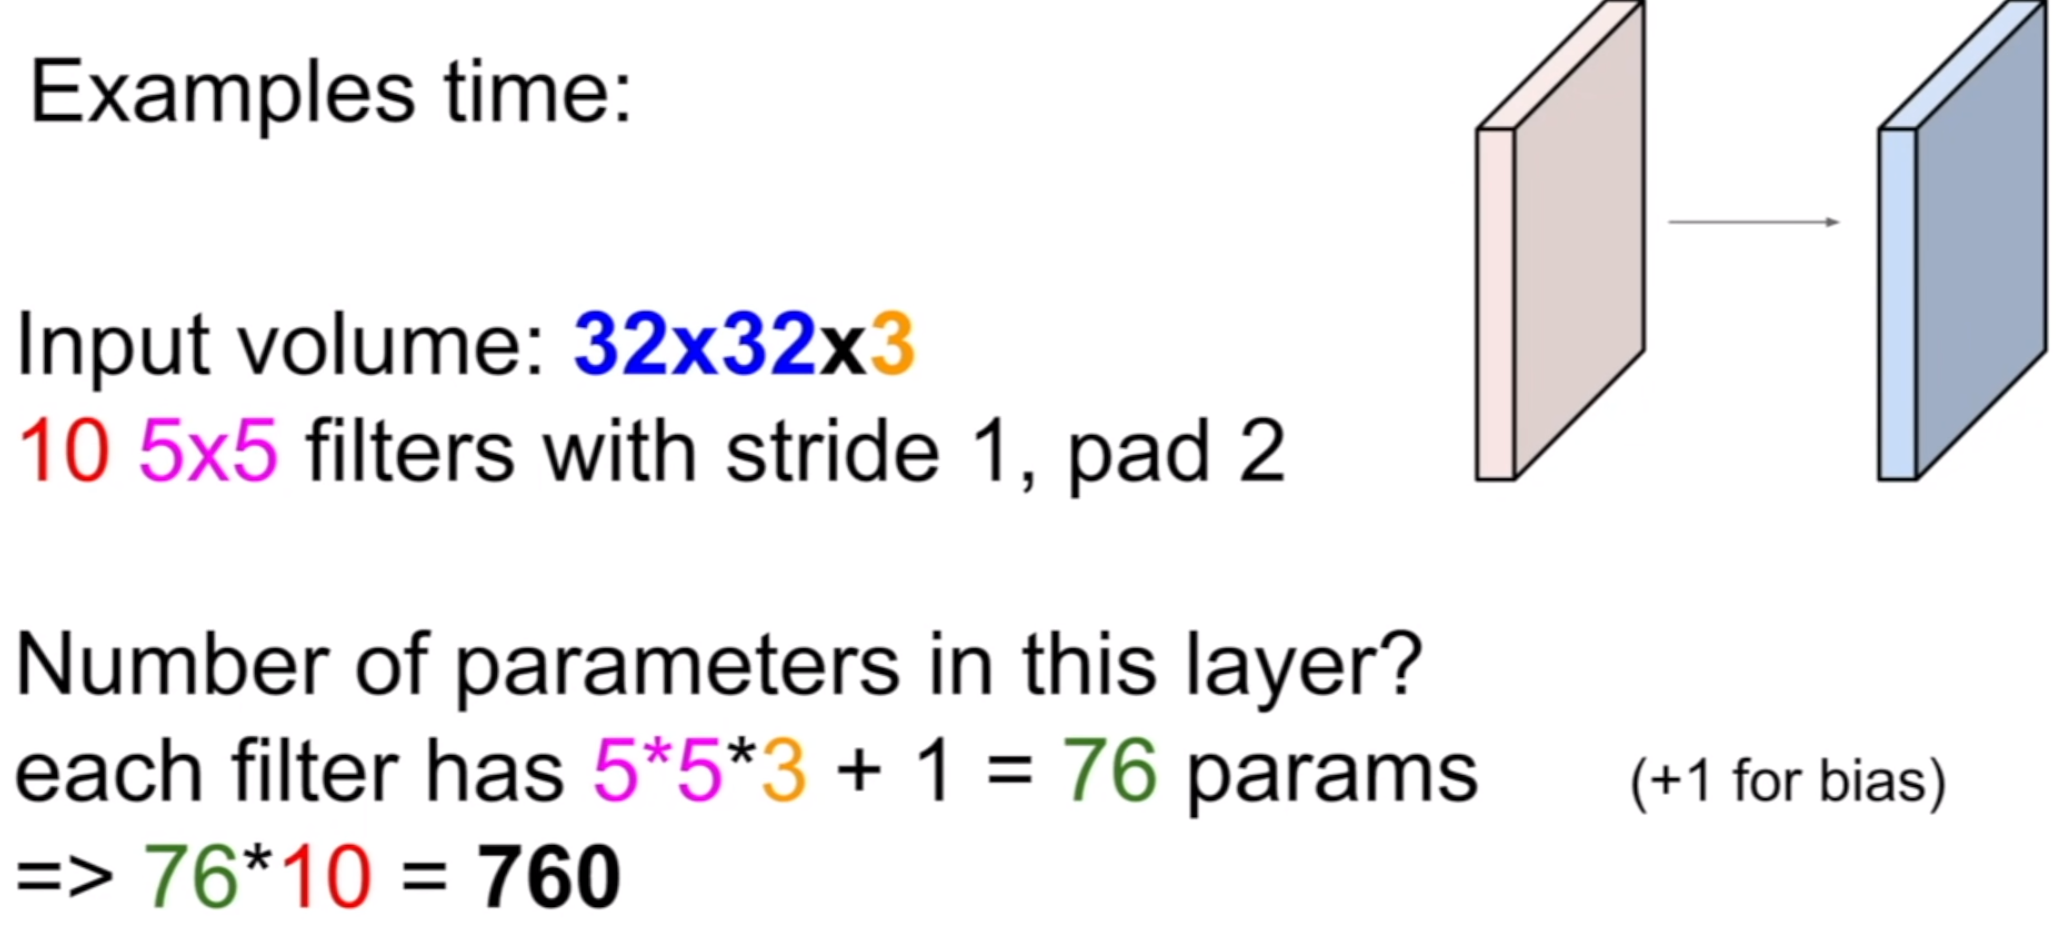 Examples time:
Input volume: 32x32x3
10 5x5 filters with stride 1, pad 2
Number of parameters in this layer?
each filter has 5*5*3 + 1 = 76 params (+1 for bias)
=> 76*10 = 760